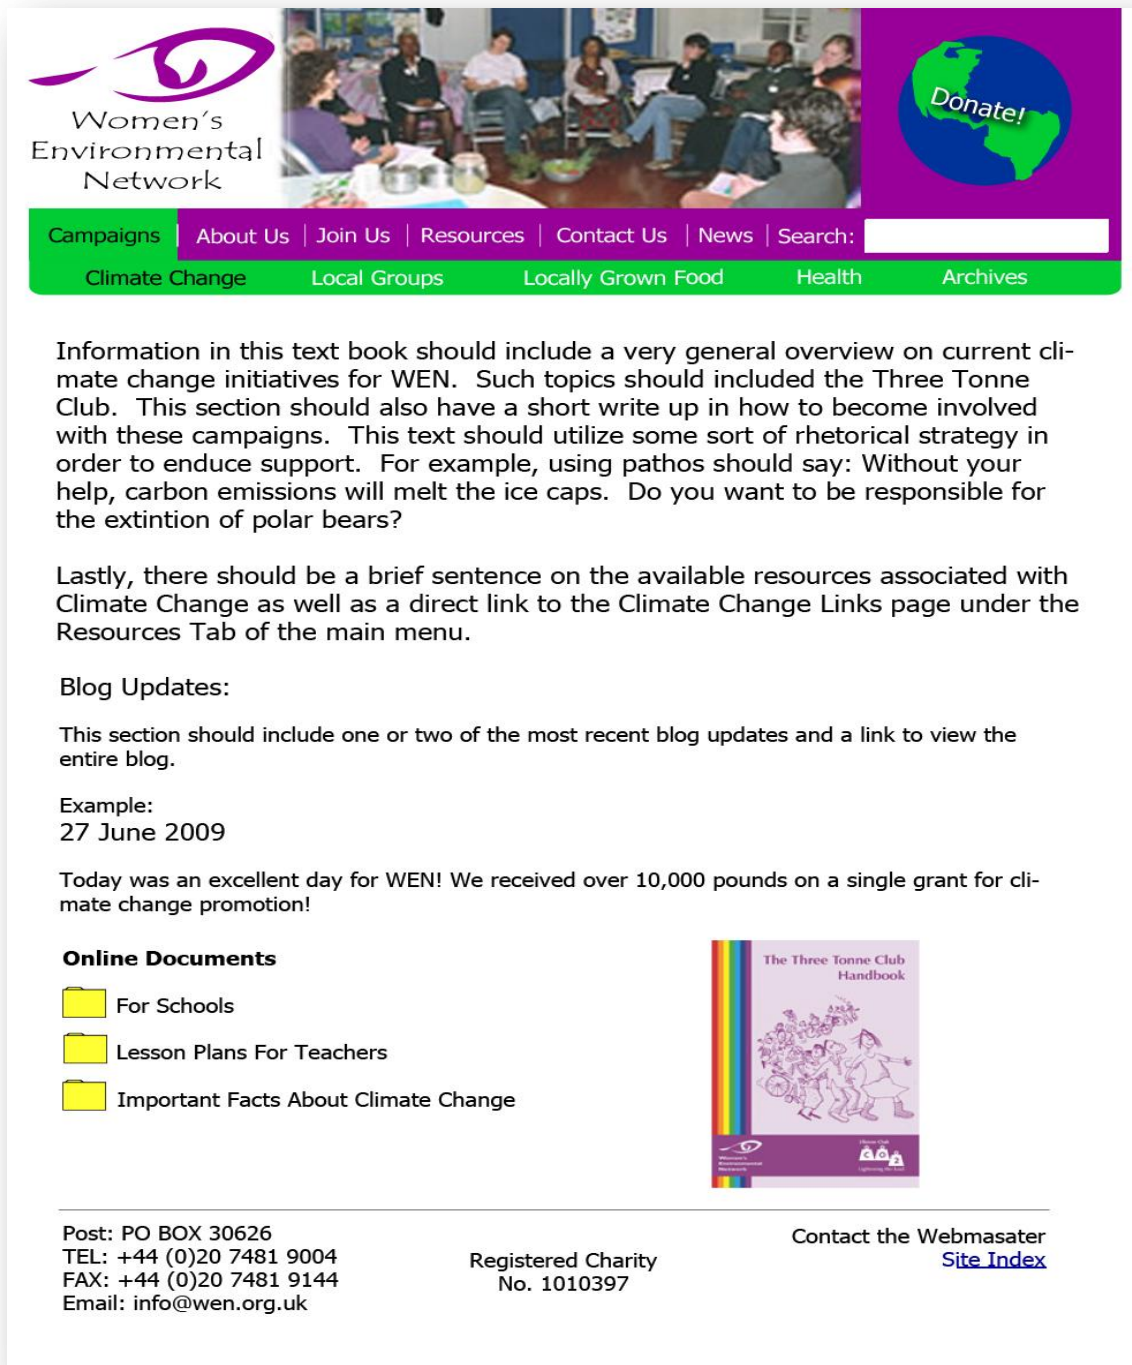 Women's
Environmental
Network
Donate!
Campaigns | About Us | Join Us | Resources | Contact Us | News | Search:
Climate Change Local Groups Locally Grown Food Health Archives
Information in this text book should include a very general overview on current cli-
mate change initiatives for WEN.  Such topics should included the Three Tonne
Club.  This section should also have a short write up in how to become involved
with these campaigns.  This text should utilize some sort of rhetorical strategy in
order to enduce support.  For example, using pathos should say: Without your
help, carbon emissions will melt the ice caps.  Do you want to be responsible for
the extintion of polar bears?
Lastly, there should be a brief sentence on the available resources associated with
Climate Change as well as a direct link to the Climate Change Links page under the
Resources Tab of the main menu.
Blog Updates:
This section should include one or two of the most recent blog updates and a link to view the
entire blog.
Example:
27 June 2009
Today was an excellent day for WEN! We received over 10,000 pounds on a single grant for cli-
mate change promotion!
Online Documents
For Schools
Lesson Plans For Teachers
Important Facts About Climate Change
The Three Tonne Club
Handbook
Women's
Environmental
Network
CO2
Post: PO BOX 30626
TEL: +44 (0)20 7481 9004
FAX: +44 (0)20 7481 9144
Email: info@wen.org.uk
Registered Charity
No. 1010397
Contact the Webmasater
Site Index